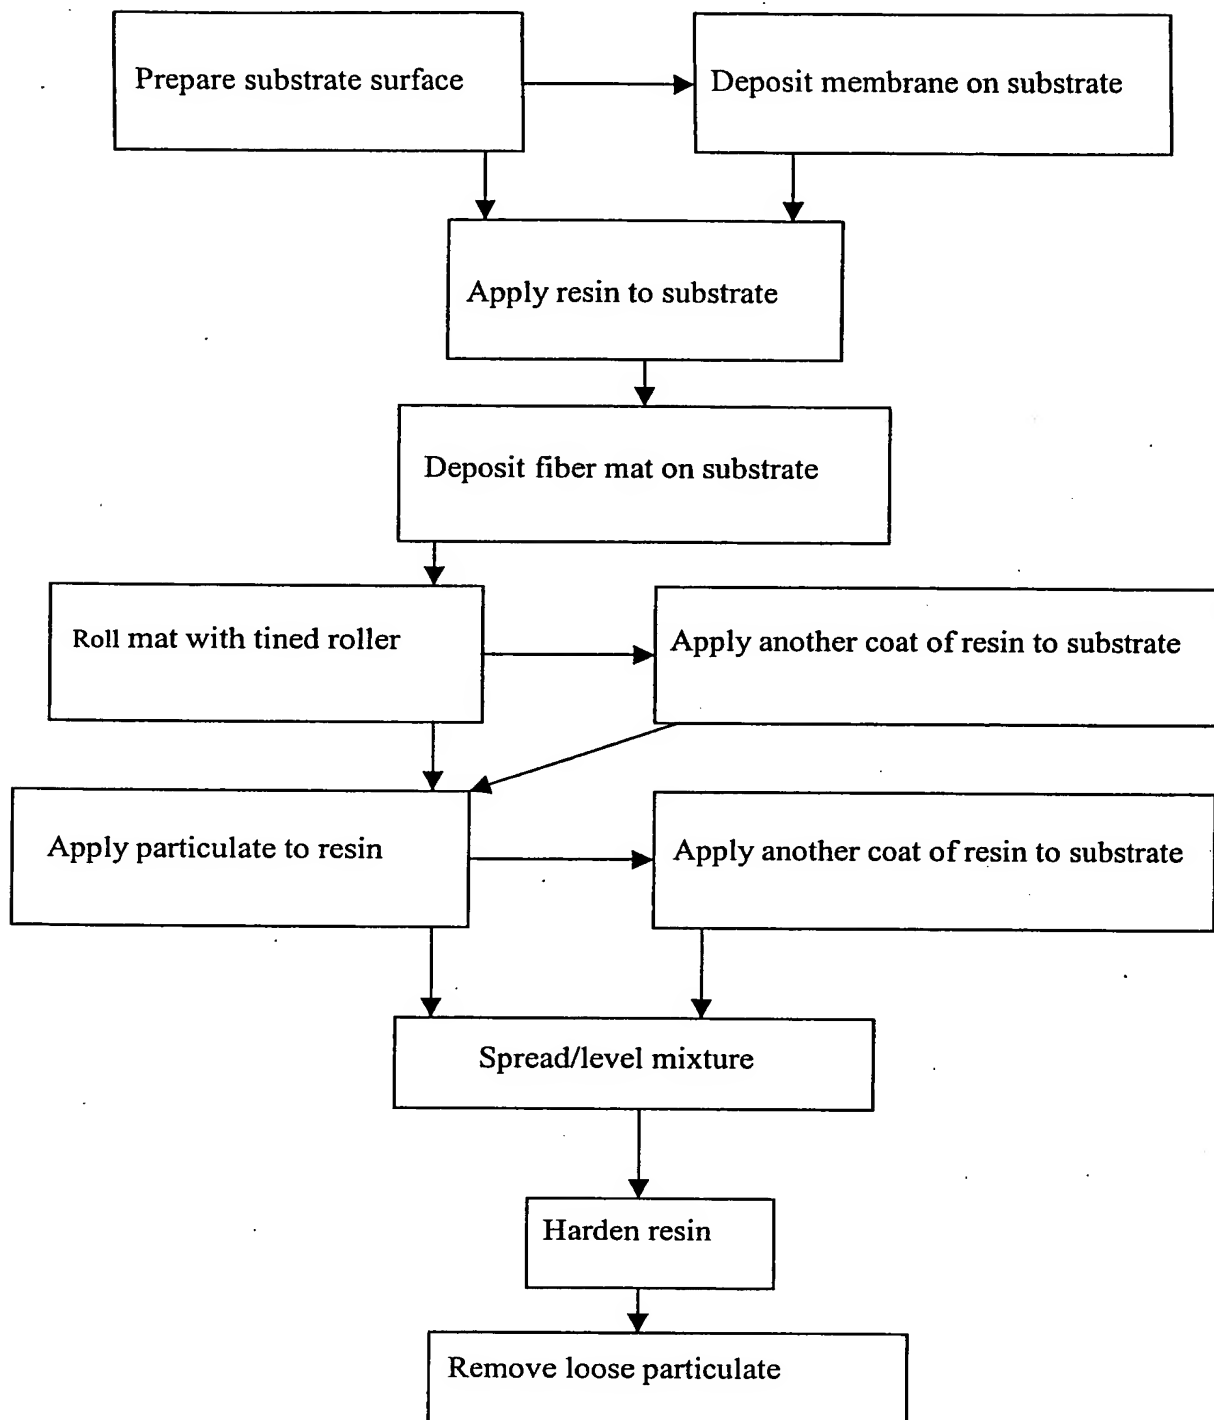 Prepare substrate surface
Deposit membrane on substrate
Apply resin to substrate
Deposit fiber mat on substrate
Roll mat with tined roller
Apply another coat of resin to substrate
Apply particulate to resin
Apply another coat of resin to substrate
Spread/level mixture
Harden resin
Remove loose particulate